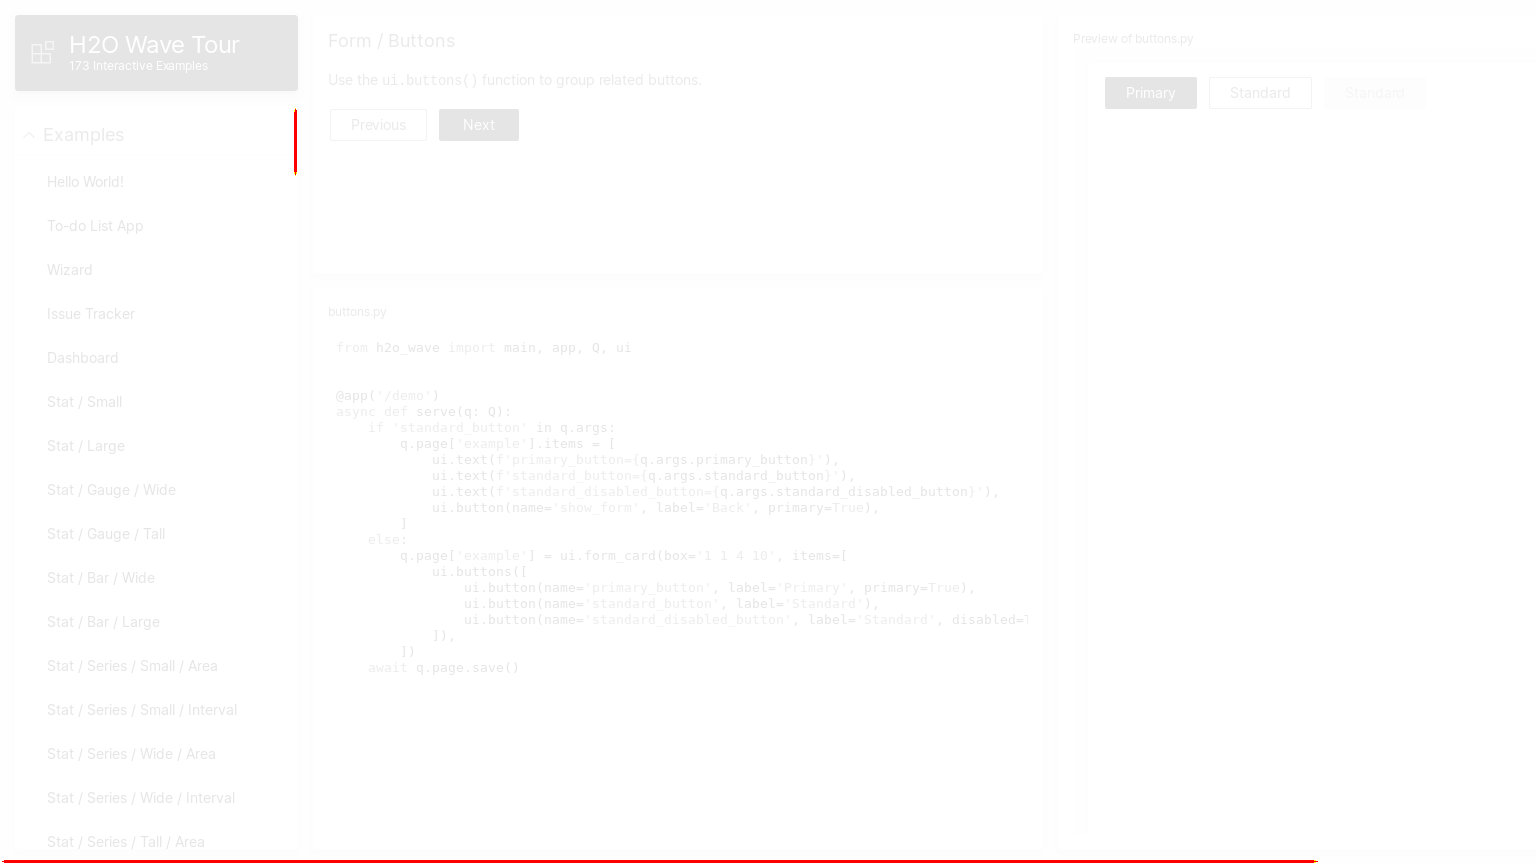 H2O Wave Tour
173 Interactive Examples
Examples
Hello World!
To-do List App
Wizard
Issue Tracker
Dashboard
Stat / Small
Stat / Large
Stat / Gauge / Wide
Stat / Gauge / Tall
Stat / Bar / Wide
Stat / Bar / Large
Stat / Series / Small / Area
Stat / Series / Small / Interval
Stat / Series / Wide / Area
Stat / Series / Wide / Interval
Stat / Series / Tall / Area
Form / Buttons
Use the ui.buttons() function to group related buttons.
Previous Next
buttons.py
from h2o_wave import main, app, Q, ui
@app('/demo')
async def serve(q: Q):
    if 'standard_button' in q.args:
        q.page['example'].items = [
            ui.text(f'primary_button={q.args.primary_button}'),
            ui.text(f'standard_button={q.args.standard_button}'),
            ui.text(f'standard_disabled_button={q.args.standard_disabled_button}'),
            ui.button(name='show_form', label='Back', primary=True),
        ]
    else:
        q.page['example'] = ui.form_card(box='1 1 4 10', items=[
            ui.buttons([
                ui.button(name='primary_button', label='Primary', primary=True),
                ui.button(name='standard_button', label='Standard'),
                ui.button(name='standard_disabled_button', label='Standard', disabled=
            ]),
        ])
    await q.page.save()
Preview of buttons.py
Primary Standard Standard